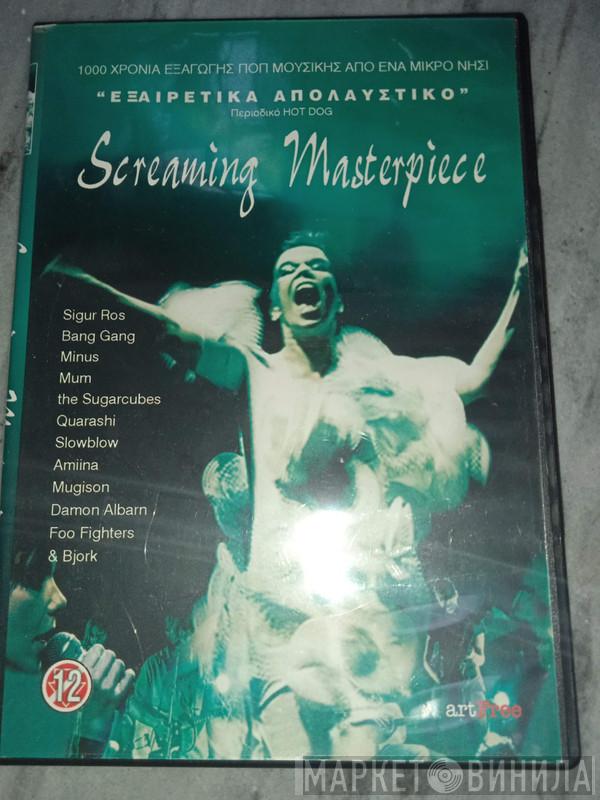 1000 ΧΡΟΝΙΑ ΕΞΑΓΩΓΗΣ ΠΟΠ ΜΟΥΣΙΚΗΣ ΑΠΟ ΕΝΑ ΜΙΚΡΟ ΝΗΣΙ
“ΕΞΑΙΡΕΤΙΚΑ ΑΠΟΛΑΥΣΤΙΚΟ”
Περιοδικό HOT DOG
Screaming Masterpiece
Sigur Ros
Bang Gang
Minus
Mum
the Sugarcubes
Quarashi
Slowblow
Amiina
Mugison
Damon Albarn
Foo Fighters
& Bjork
12
artFree
МАРКЕТ ВИНИЛА